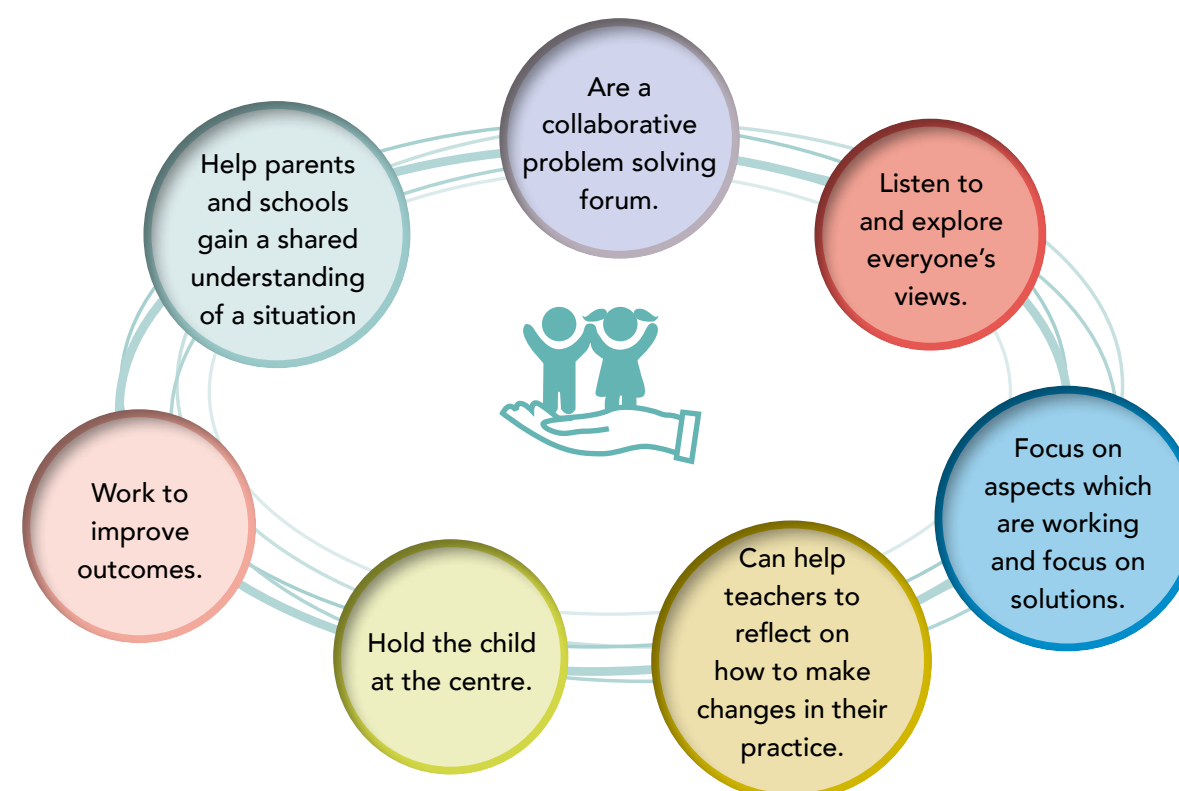 Are a
collaborative
problem solving
forum.
Listen to
and explore
everyone’s
views.
Focus on
aspects which
are working
and focus on
solutions.
Can help
teachers to
reflect on
how to make
changes in their
practice.
Hold the child
at the centre.
Work to
improve
outcomes.
Help parents
and schools
gain a shared
understanding
of a situation